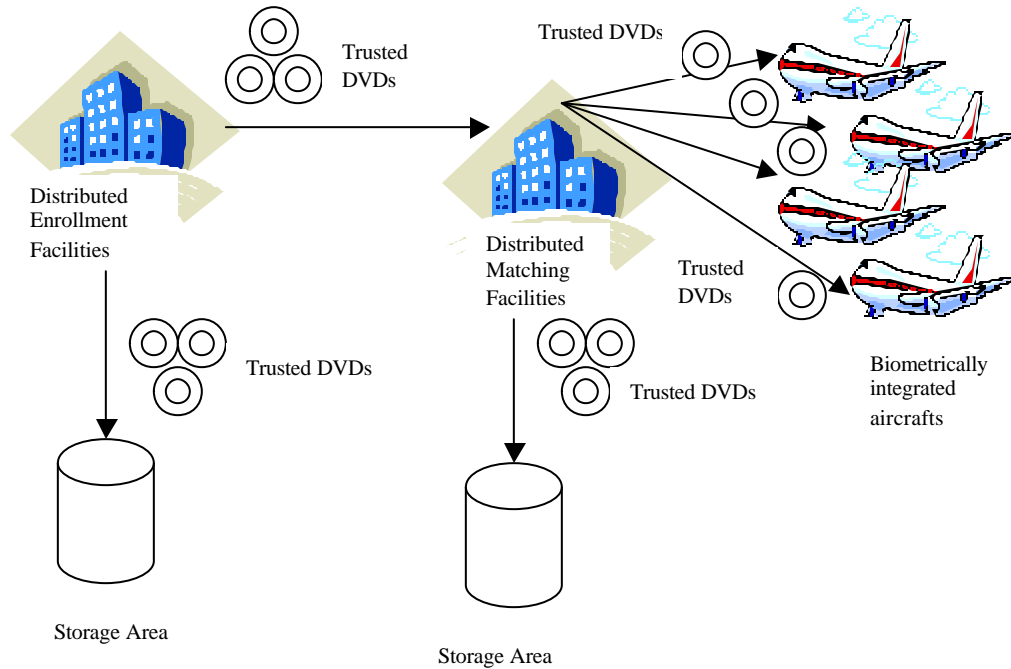 Trusted
DVDs
Trusted DVDs
Distributed
Enrollment
Facilities
Distributed
Matching
Facilities
Trusted
DVDs
Biometrically
integrated
aircrafts
Trusted DVDs
Trusted DVDs
Storage Area
Storage Area